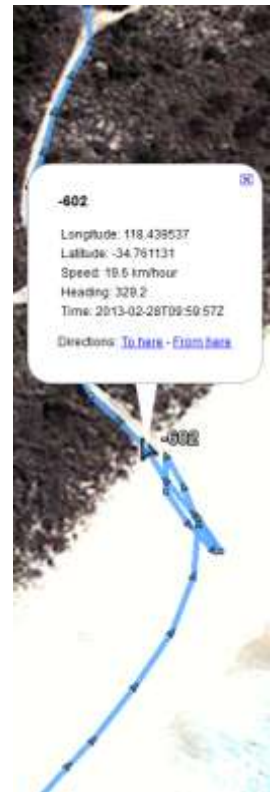 -602
Longitude: 118.439537
Latitude: -34.761131
Speed: 19.6 km/hour
Heading: 329.2
Time: 2013-02-28T09:59:57Z
Directions: To here - From here
-602